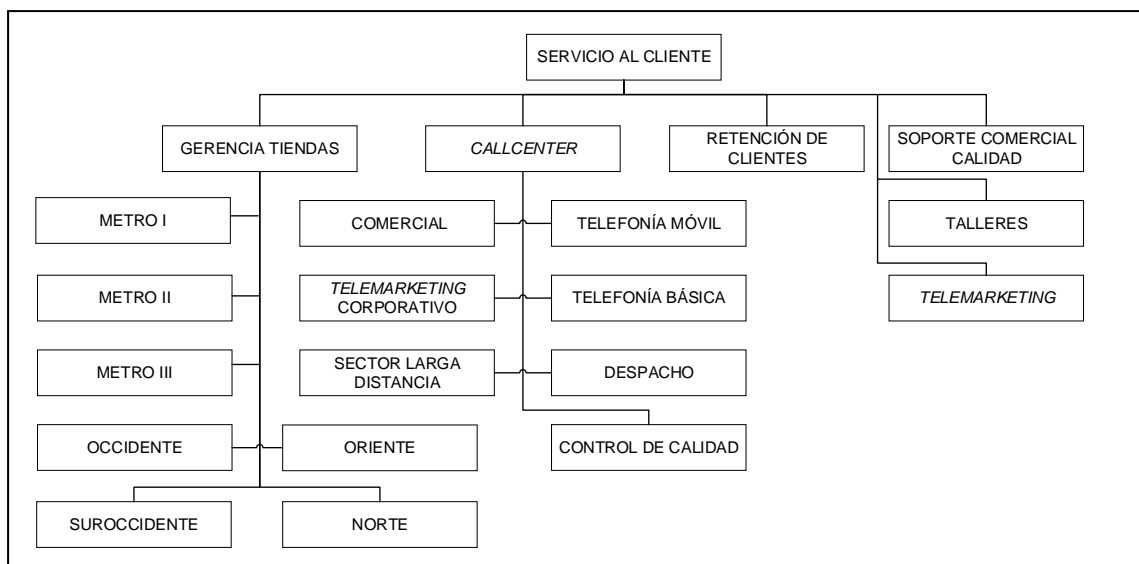 SERVICIO AL CLIENTE
GERENCIA TIENDAS
CALLCENTER
RETENCIÓN DE
CLIENTES
SOPORTE COMERCIAL
CALIDAD
METRO I
COMERCIAL
TELEFONÍA MÓVIL
TALLERES
METRO II
TELEMARKETING
CORPORATIVO
TELEFONÍA BÁSICA
TELEMARKETING
METRO III
SECTOR LARGA
DISTANCIA
DESPACHO
OCCIDENTE
ORIENTE
CONTROL DE CALIDAD
SUROCCIDENTE
NORTE